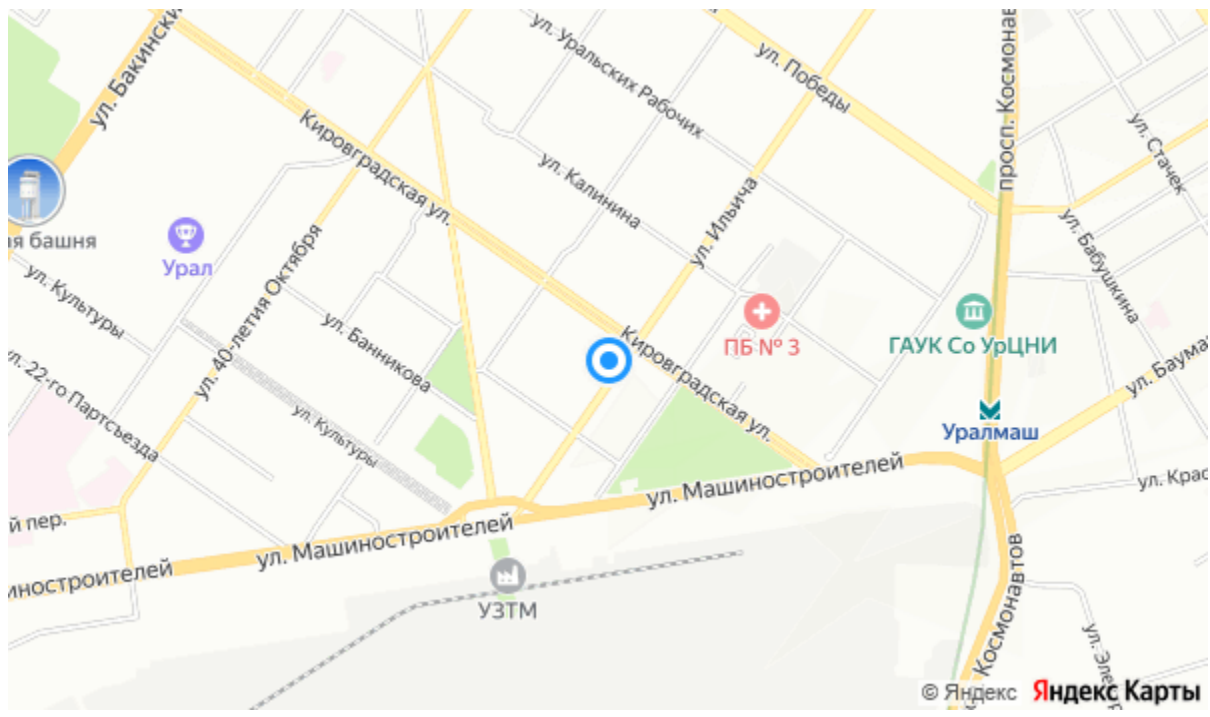 ул. Бакински
ул. Уральских Рабочих
ул. Победы
просп. Космонав
Кировградская ул.
ул. Калинина
ул. Ильича
ул. Стачек
ул. Бабушкина
ая башня
Урал
ул. 40-летия Октября
ул. Культуры
ул. Банникова
Кировградская ул.
ПБ № 3
ГАУК Со УрЦНИ
ул. Баума
ул. 22-го Партсъезда
ул. Культуры
Уралмаш
ул. Машиностроителей
ул. Крас
й пер.
ул. Машиностроителей
иностроителей
УЗТМ
Космонавтов
ул. Элек
© Яндекс Яндекс Карты